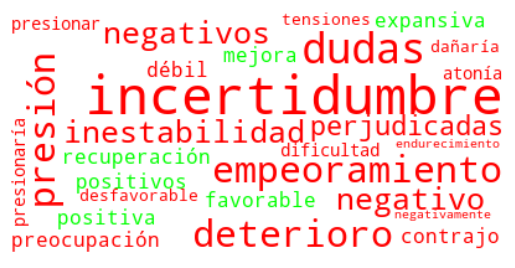 presionar negativos tensiones expansiva
mejora dudas dañaría
débil atonía
presión incertidumbre
inestabilidad perjudicadas
recuperación dificultad endurecimiento
positivos empeoramiento
presionaría desfavorable favorable negativo
positiva negativamente
preocupación deterioro contrajo